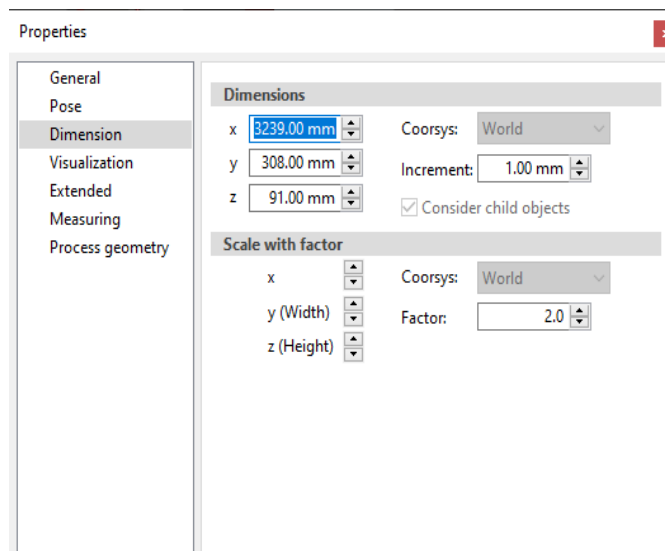 Properties
General
Pose
Dimension
Visualization
Extended
Measuring
Process geometry
Dimensions
x 3239.00 mm Coorsys: World
y 308.00 mm Increment: 1.00 mm
z 91.00 mm Consider child objects
Scale with factor
x Coorsys: World
y (Width) Factor: 2.0
z (Height)